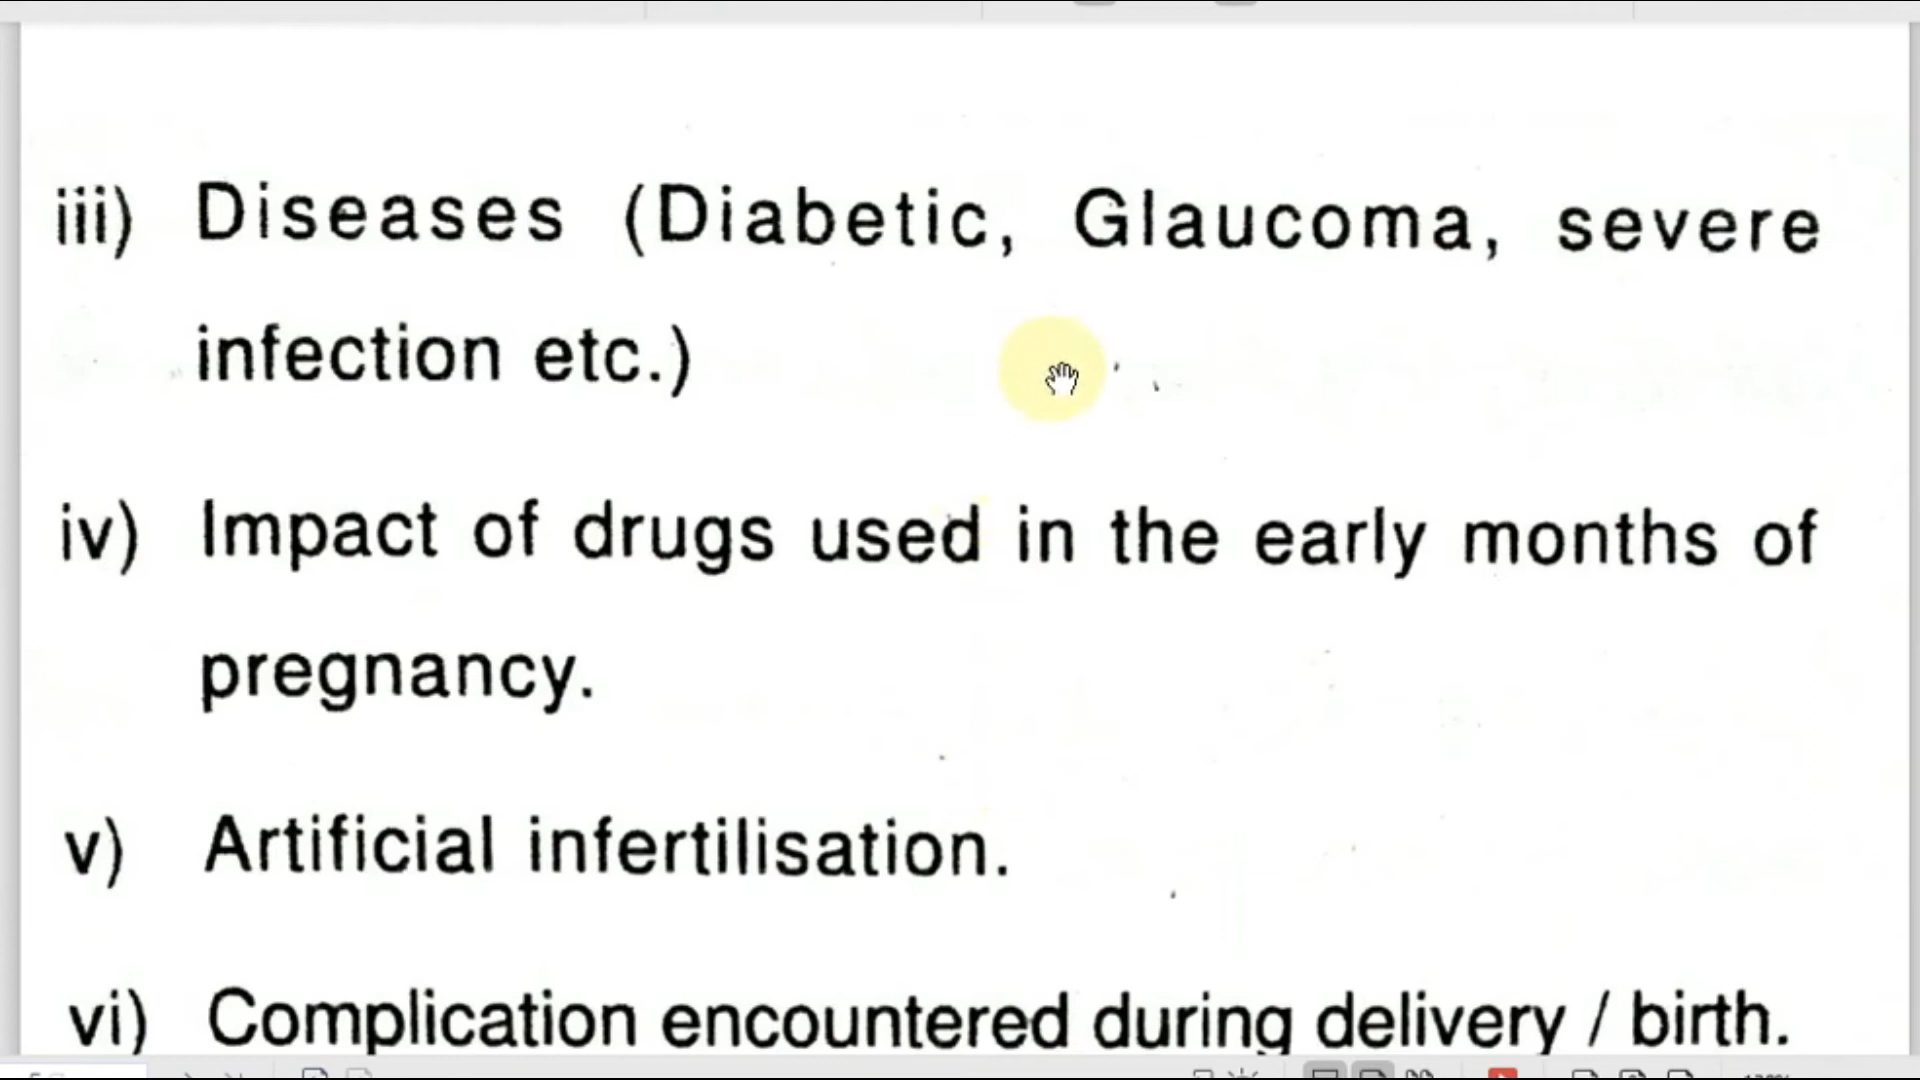 iii) Diseases (Diabetic, Glaucoma, severe
infection etc.)
iv) Impact of drugs used in the early months of
pregnancy.
v) Artificial infertilisation.
vi) Complication encountered during delivery / birth.